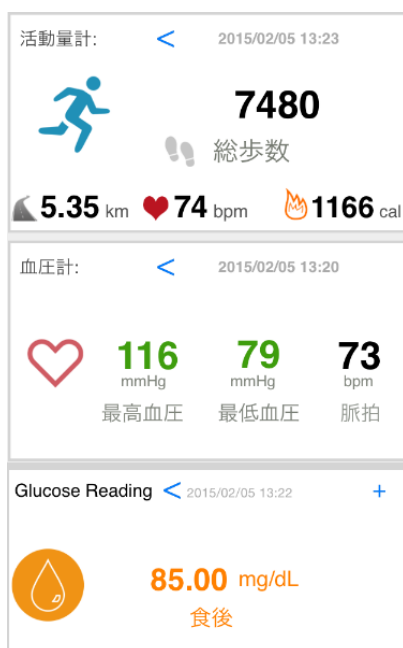 活動量計: < 2015/02/05 13:23
7480
総歩数
5.35 km 74 bpm 1166 cal
血圧計: < 2015/02/05 13:20
116 79 73
mmHg mmHg bpm
最高血圧 最低血圧 脈拍
Glucose Reading < 2015/02/05 13:22 +
85.00 mg/dL
食後